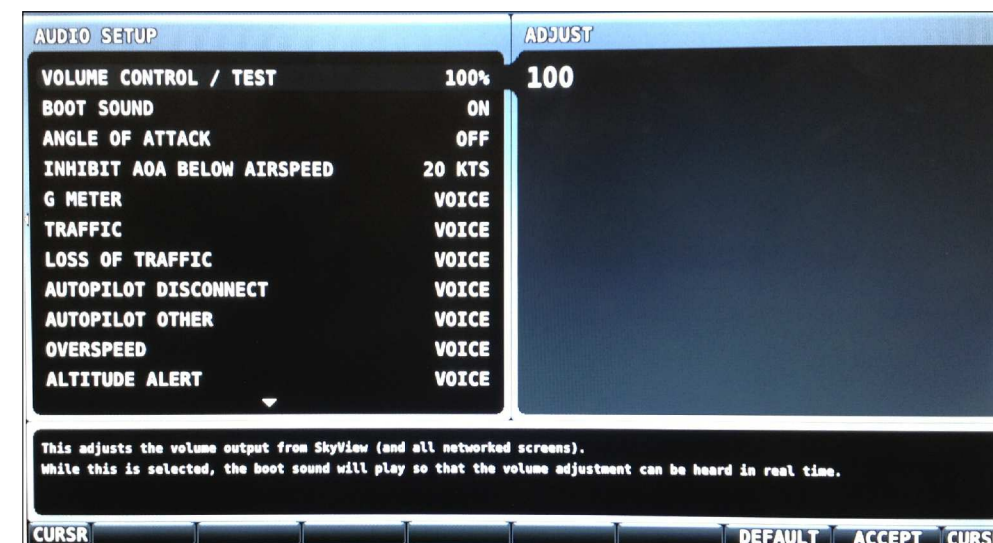 AUDIO SETUP
ADJUST
VOLUME CONTROL / TEST 100%
100
BOOT SOUND ON
ANGLE OF ATTACK OFF
INHIBIT AOA BELOW AIRSPEED 20 KTS
G METER VOICE
TRAFFIC VOICE
LOSS OF TRAFFIC VOICE
AUTOPILOT DISCONNECT VOICE
AUTOPILOT OTHER VOICE
OVERSPEED VOICE
ALTITUDE ALERT VOICE
This adjusts the volume output from SkyView (and all networked screens).
While this is selected, the boot sound will play so that the volume adjustment can be heard in real time.
CURSR DEFAULT ACCEPT CURS